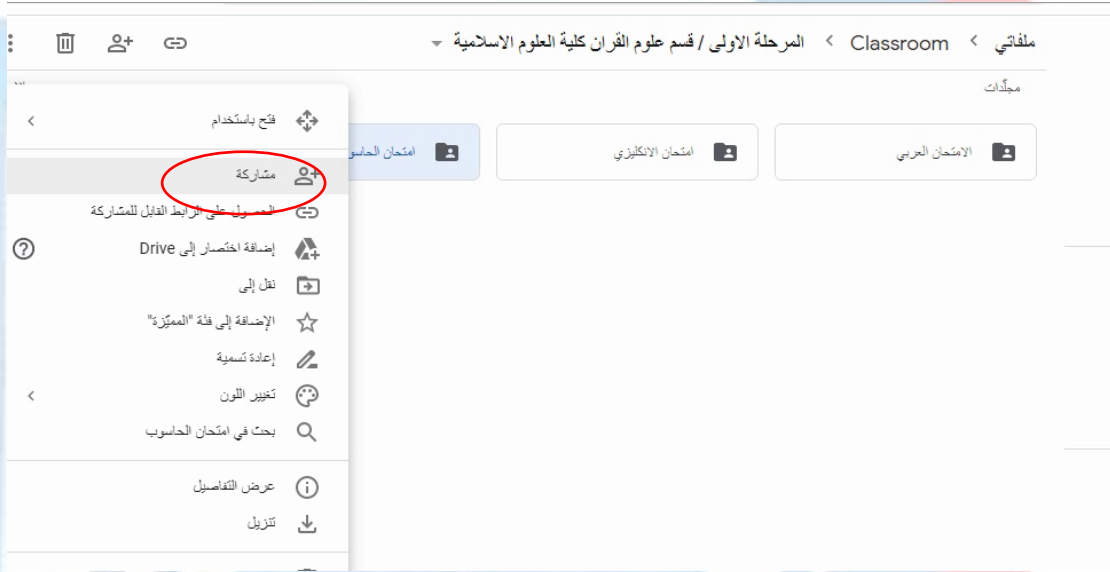 ملفاتي > Classroom > المرحلة الاولى / قسم علوم القران كلية العلوم الاسلامية
مجلّدات
الامتحان العربي
امتحان الانكليزي
امتحان الحاسو
فتح باستخدام
مشاركة
الحصول على الرابط القابل للمشاركة
إضافة اختصار إلى Drive
نقل إلى
الإضافة إلى فئة "المميّزة"
إعادة تسمية
تغيير اللون
بحث في امتحان الحاسوب
عرض التفاصيل
تنزيل